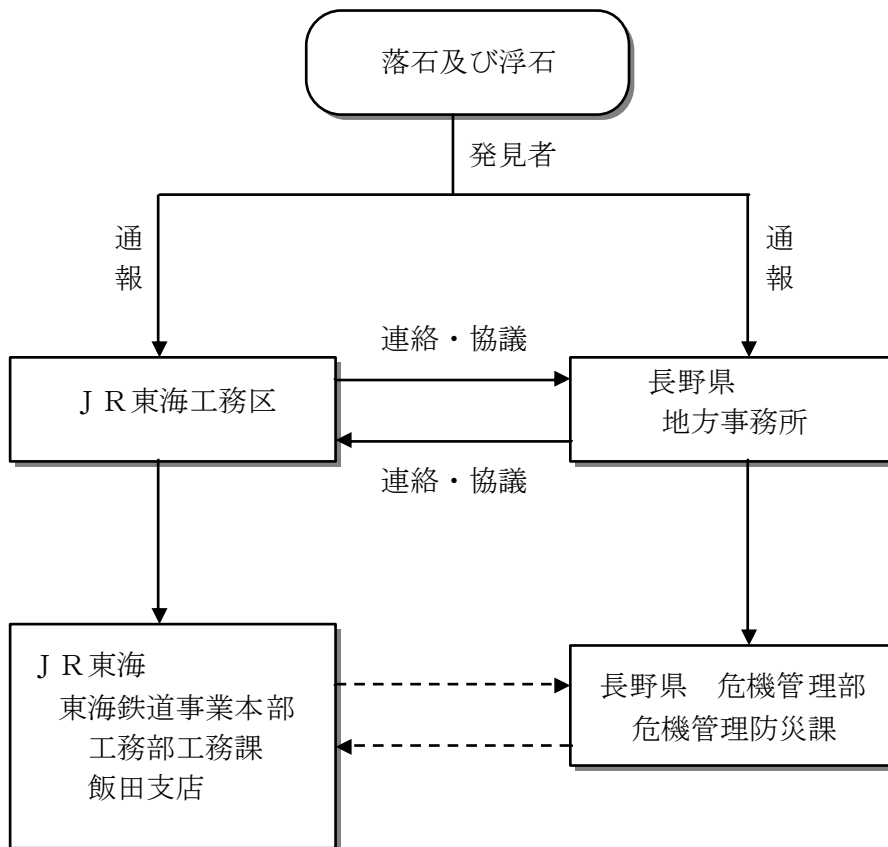 落石及び浮石
発見者
通
報
通
報
連絡・協議
ＪＲ東海工務区
長野県
地方事務所
連絡・協議
ＪＲ東海
東海鉄道事業本部
工務部工務課
飯田支店
長野県　危機管理部
危機管理防災課